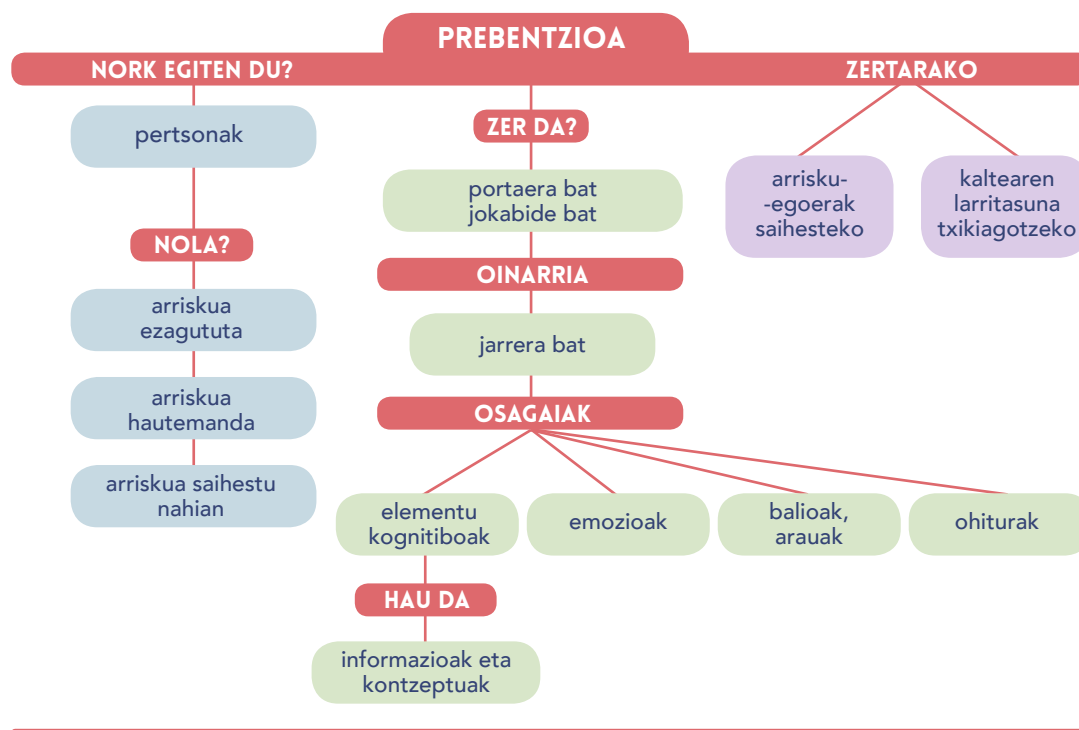 PREBENTZIOA
NORK EGITEN DU?
pertsonak
NOLA?
arriskua
ezagututa
arriskua
hautemanda
arriskua saihestu
nahian
ZER DA?
portaera bat
jokabide bat
OINARRIA
jarrera bat
OSAGAIAK
elementu
kognitiboak
emozioak
balioak,
arauak
ohiturak
HAU DA
informazioak eta
kontzeptuak
ZERTARAKO
arrisku-
-egoerak
saihesteko
kaltearen
larritasuna
txikiagotzeko